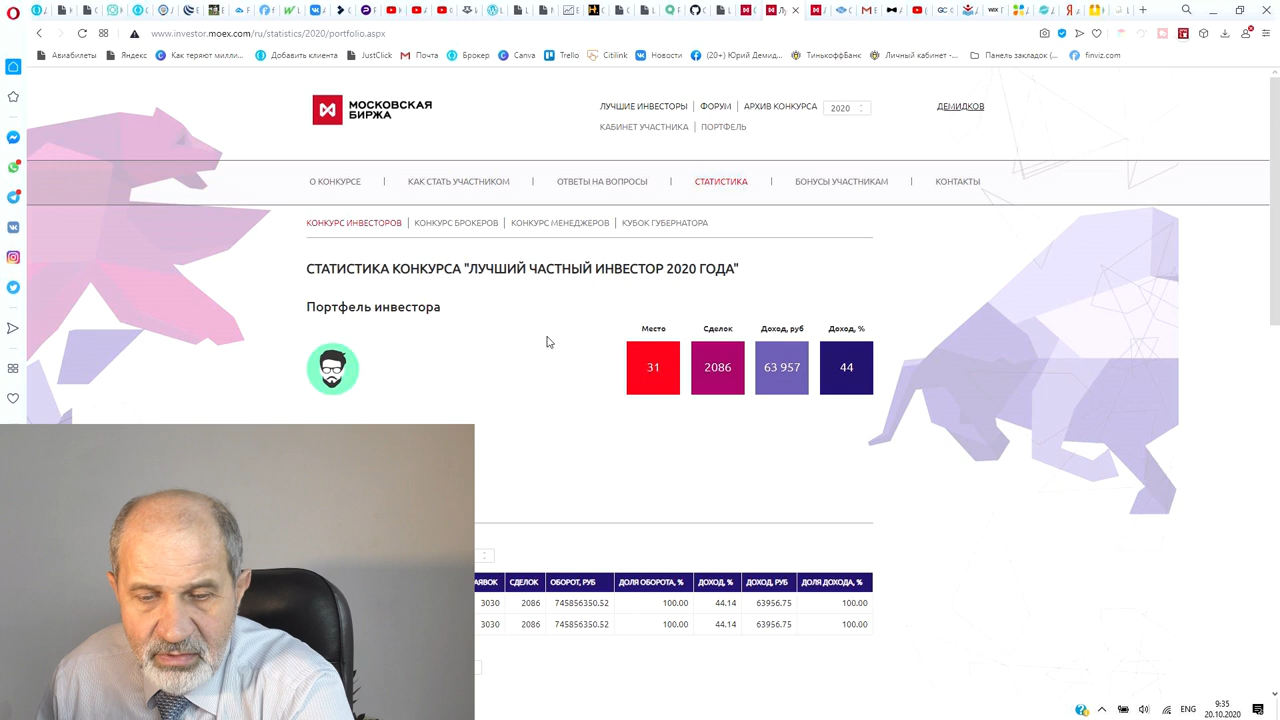 www.investor.moex.com/ru/statistics/2020/portfolio.aspx
Авиабилеты Яндекс Как теряют милли... Добавить клиента JustClick Почта Брокер Canva Trello Citilink Новости (20+) Юрий Демид... ТинькоффБанк Личный кабинет -... Панель закладок (... finviz.com
МОСКОВСКАЯ
БИРЖА
ЛУЧШИЕ ИНВЕСТОРЫ ФОРУМ АРХИВ КОНКУРСА 2020 ДЕМИДКОВ
КАБИНЕТ УЧАСТНИКА ПОРТФЕЛЬ
О КОНКУРСЕ КАК СТАТЬ УЧАСТНИКОМ ОТВЕТЫ НА ВОПРОСЫ СТАТИСТИКА БОНУСЫ УЧАСТНИКАМ КОНТАКТЫ
КОНКУРС ИНВЕСТОРОВ КОНКУРС БРОКЕРОВ КОНКУРС МЕНЕДЖЕРОВ КУБОК ГУБЕРНАТОРА
СТАТИСТИКА КОНКУРСА "ЛУЧШИЙ ЧАСТНЫЙ ИНВЕСТОР 2020 ГОДА"
Портфель инвестора
Место Сделок Доход, руб Доход, %
31 2086 63 957 44
АЯВОК СДЕЛОК ОБОРОТ, РУБ ДОЛЯ ОБОРОТА, % ДОХОД, % ДОХОД, РУБ ДОЛЯ ДОХОДА, %
3030 2086 745856350.52 100.00 44.14 63956.75 100.00
3030 2086 745856350.52 100.00 44.14 63956.75 100.00
ENG
9:35
20.10.2020